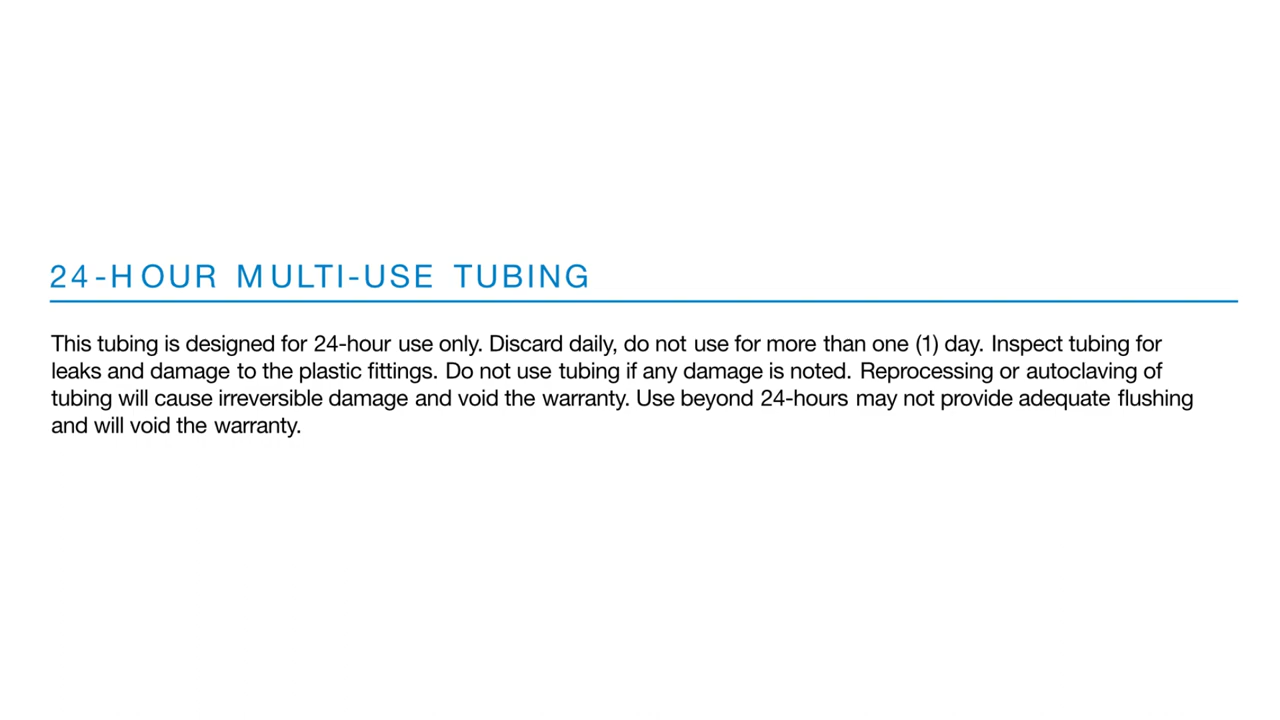 24-HOUR MULTI-USE TUBING
This tubing is designed for 24-hour use only. Discard daily, do not use for more than one (1) day. Inspect tubing for
leaks and damage to the plastic fittings. Do not use tubing if any damage is noted. Reprocessing or autoclaving of
tubing will cause irreversible damage and void the warranty. Use beyond 24-hours may not provide adequate flushing
and will void the warranty.